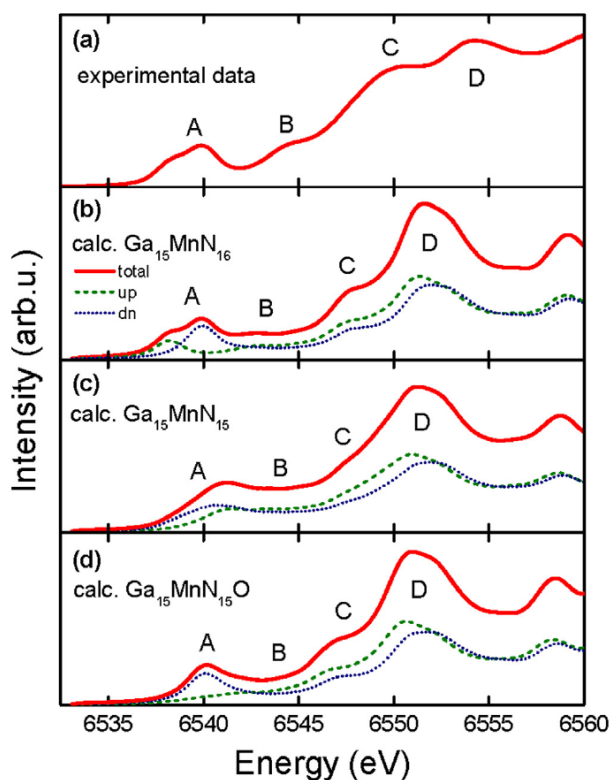 (a)
experimental data
A
B
C
D
(b)
calc. Ga₁₅MnN₁₆
total
up
dn
A
B
C
D
(c)
calc. Ga₁₅MnN₁₅
A
B
C
D
(d)
calc. Ga₁₅MnN₁₅O
A
B
C
D
Intensity (arb.u.)
6535 6540 6545 6550 6555 6560
Energy (eV)